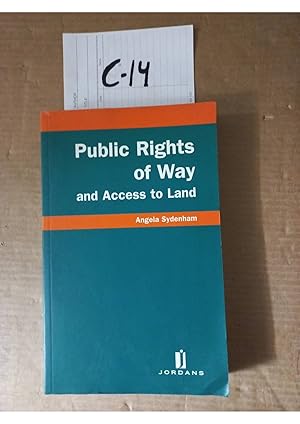 C-14
Public Rights
of Way
and Access to Land
Angela Sydenham
JORDANS